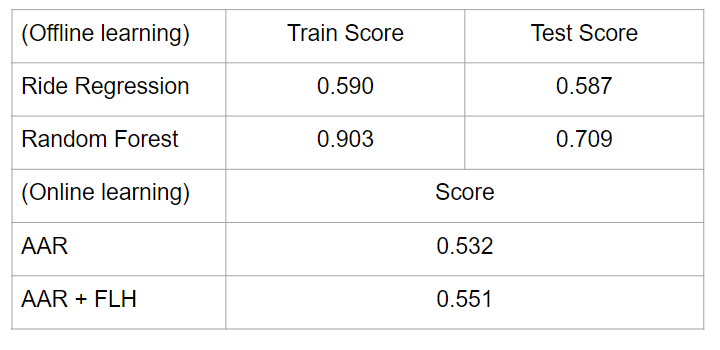 (Offline learning) Train Score Test Score
Ride Regression 0.590 0.587
Random Forest 0.903 0.709
(Online learning) Score
AAR 0.532
AAR + FLH 0.551